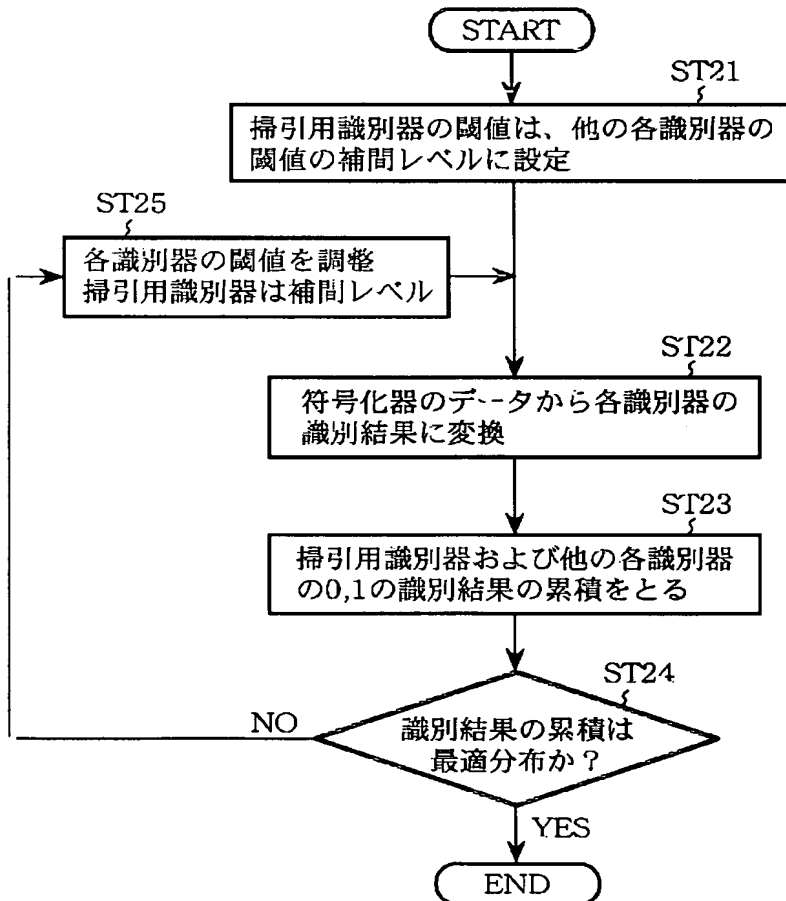 START
ST21
掃引用識別器の閾値は、他の各識別器の
閾値の補間レベルに設定
ST25
各識別器の閾値を調整
掃引用識別器は補間レベル
ST22
符号化器のデータから各識別器の
識別結果に変換
ST23
掃引用識別器および他の各識別器
の0,1の識別結果の累積をとる
ST24
識別結果の累積は
最適分布か？
NO
YES
END